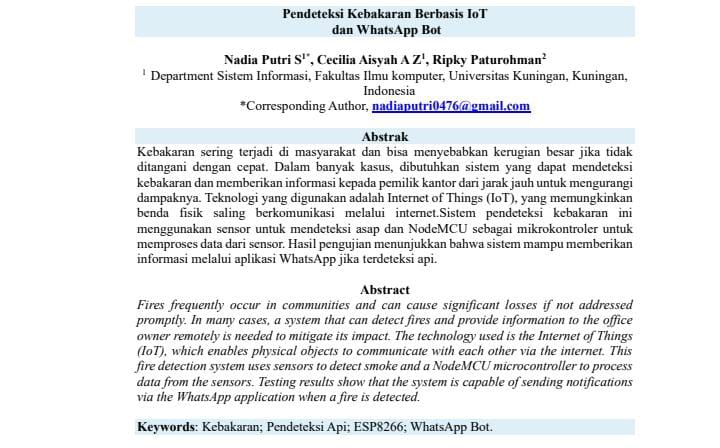 Pendeteksi Kebakaran Berbasis IoT
dan WhatsApp Bot
Nadia Putri S1*, Cecilia Aisyah A Z1, Ripky Paturohman2
1 Department Sistem Informasi, Fakultas Ilmu komputer, Universitas Kuningan, Kuningan,
Indonesia
*Corresponding Author, nadiaputri0476@gmail.com
Abstrak
Kebakaran sering terjadi di masyarakat dan bisa menyebabkan kerugian besar jika tidak
ditangani dengan cepat. Dalam banyak kasus, dibutuhkan sistem yang dapat mendeteksi
kebakaran dan memberikan informasi kepada pemilik kantor dari jarak jauh untuk mengurangi
dampaknya. Teknologi yang digunakan adalah Internet of Things (IoT), yang memungkinkan
benda fisik saling berkomunikasi melalui internet.Sistem pendeteksi kebakaran ini
menggunakan sensor untuk mendeteksi asap dan NodeMCU sebagai mikrokontroler untuk
memproses data dari sensor. Hasil pengujian menunjukkan bahwa sistem mampu memberikan
informasi melalui aplikasi WhatsApp jika terdeteksi api.
Abstract
Fires frequently occur in communities and can cause significant losses if not addressed
promptly. In many cases, a system that can detect fires and provide information to the office
owner remotely is needed to mitigate its impact. The technology used is the Internet of Things
(IoT), which enables physical objects to communicate with each other via the internet. This
fire detection system uses sensors to detect smoke and a NodeMCU microcontroller to process
data from the sensors. Testing results show that the system is capable of sending notifications
via the WhatsApp application when a fire is detected.
Keywords: Kebakaran; Pendeteksi Api; ESP8266; WhatsApp Bot.